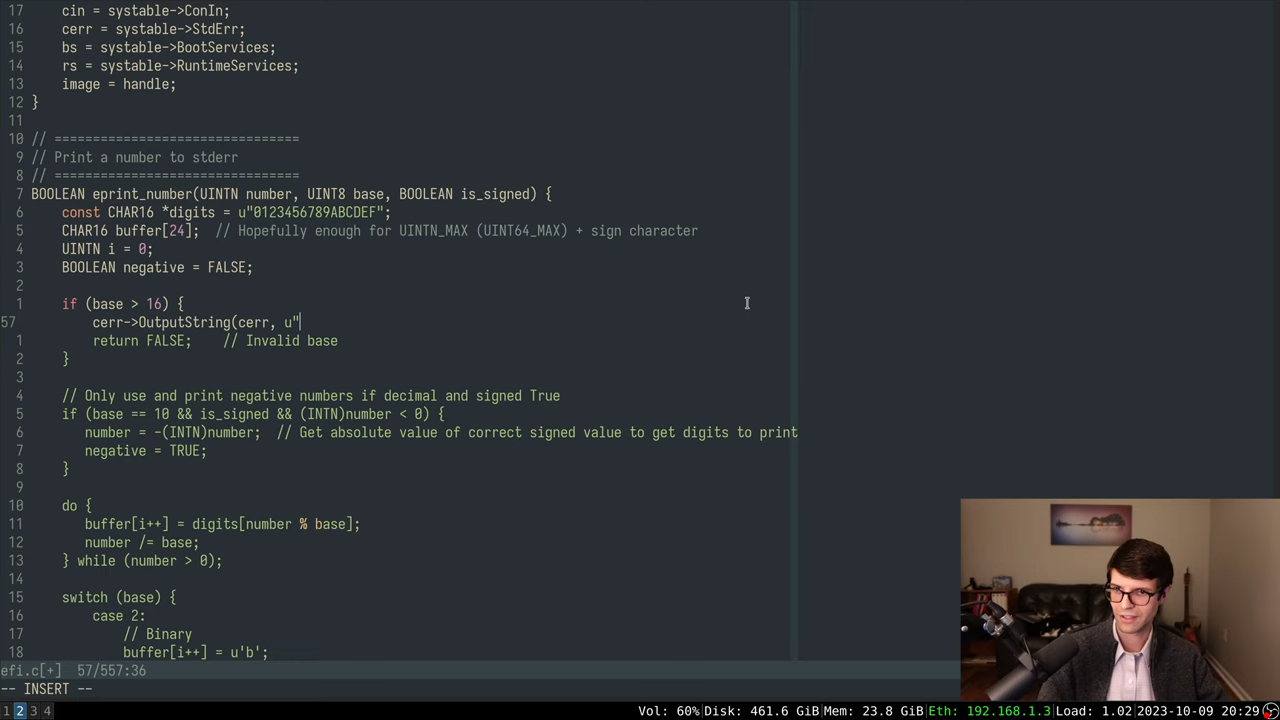 17     cin = systable->ConIn;
16     cerr = systable->StdErr;
15     bs = systable->BootServices;
14     rs = systable->RuntimeServices;
13     image = handle;
12 }
11
10 // ================================
9 // Print a number to stderr
8 // ================================
7 BOOLEAN eprint_number(UINTN number, UINT8 base, BOOLEAN is_signed) {
6     const CHAR16 *digits = u"0123456789ABCDEF";
5     CHAR16 buffer[24];  // Hopefully enough for UINTN_MAX (UINT64_MAX) + sign character
4     UINTN i = 0;
3     BOOLEAN negative = FALSE;
2
1     if (base > 16) {
57         cerr->OutputString(cerr, u"
1         return FALSE;    // Invalid base
2     }
3
4     // Only use and print negative numbers if decimal and signed True
5     if (base == 10 && is_signed && (INTN)number < 0) {
6        number = -(INTN)number;  // Get absolute value of correct signed value to get digits to print
7        negative = TRUE;
8     }
9
10     do {
11        buffer[i++] = digits[number % base];
12        number /= base;
13     } while (number > 0);
14
15     switch (base) {
16         case 2:
17             // Binary
18             buffer[i++] = u'b';
efi.c[+]  57/557:36
-- INSERT --
1 2 3 4 Vol: 60%|Disk: 461.6 GiB|Mem: 23.8 GiB|Eth: 192.168.1.3|Load: 1.02|2023-10-09 20:29